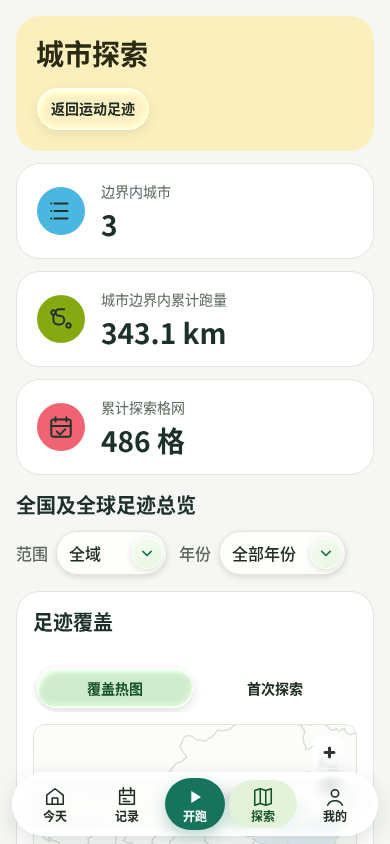 城市探索
返回运动足迹
边界内城市
3
城市边界内累计跑量
343.1 km
累计探索格网
486 格
全国及全球足迹总览
范围 全域 年份 全部年份
足迹覆盖
覆盖热图 首次探索
+
今天 记录 开跑 探索 我的